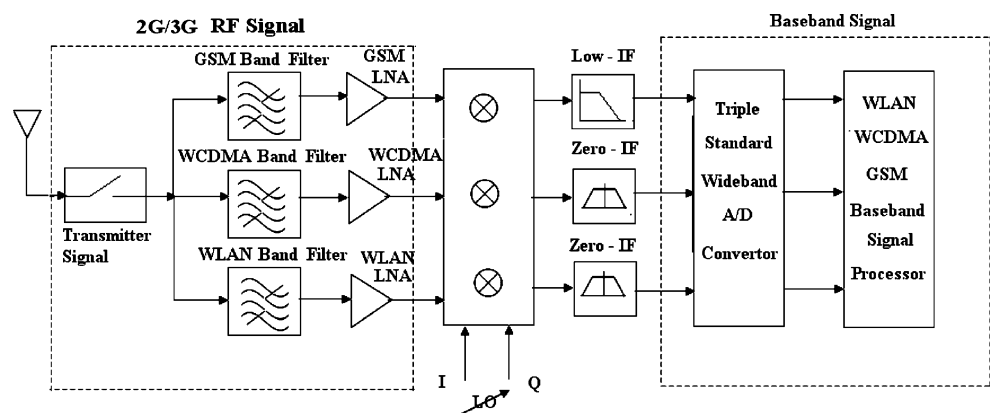 2G/3G RF Signal
Baseband Signal
GSM Band Filter
GSM
LNA
Low - IF
WCDMA Band Filter
WCDMA
LNA
Zero - IF
Transmitter
Signal
WLAN Band Filter
WLAN
LNA
Zero - IF
Triple
Standard
Wideband
A/D
Convertor
WLAN
WCDMA
GSM
Baseband
Signal
Processor
I
LO
Q